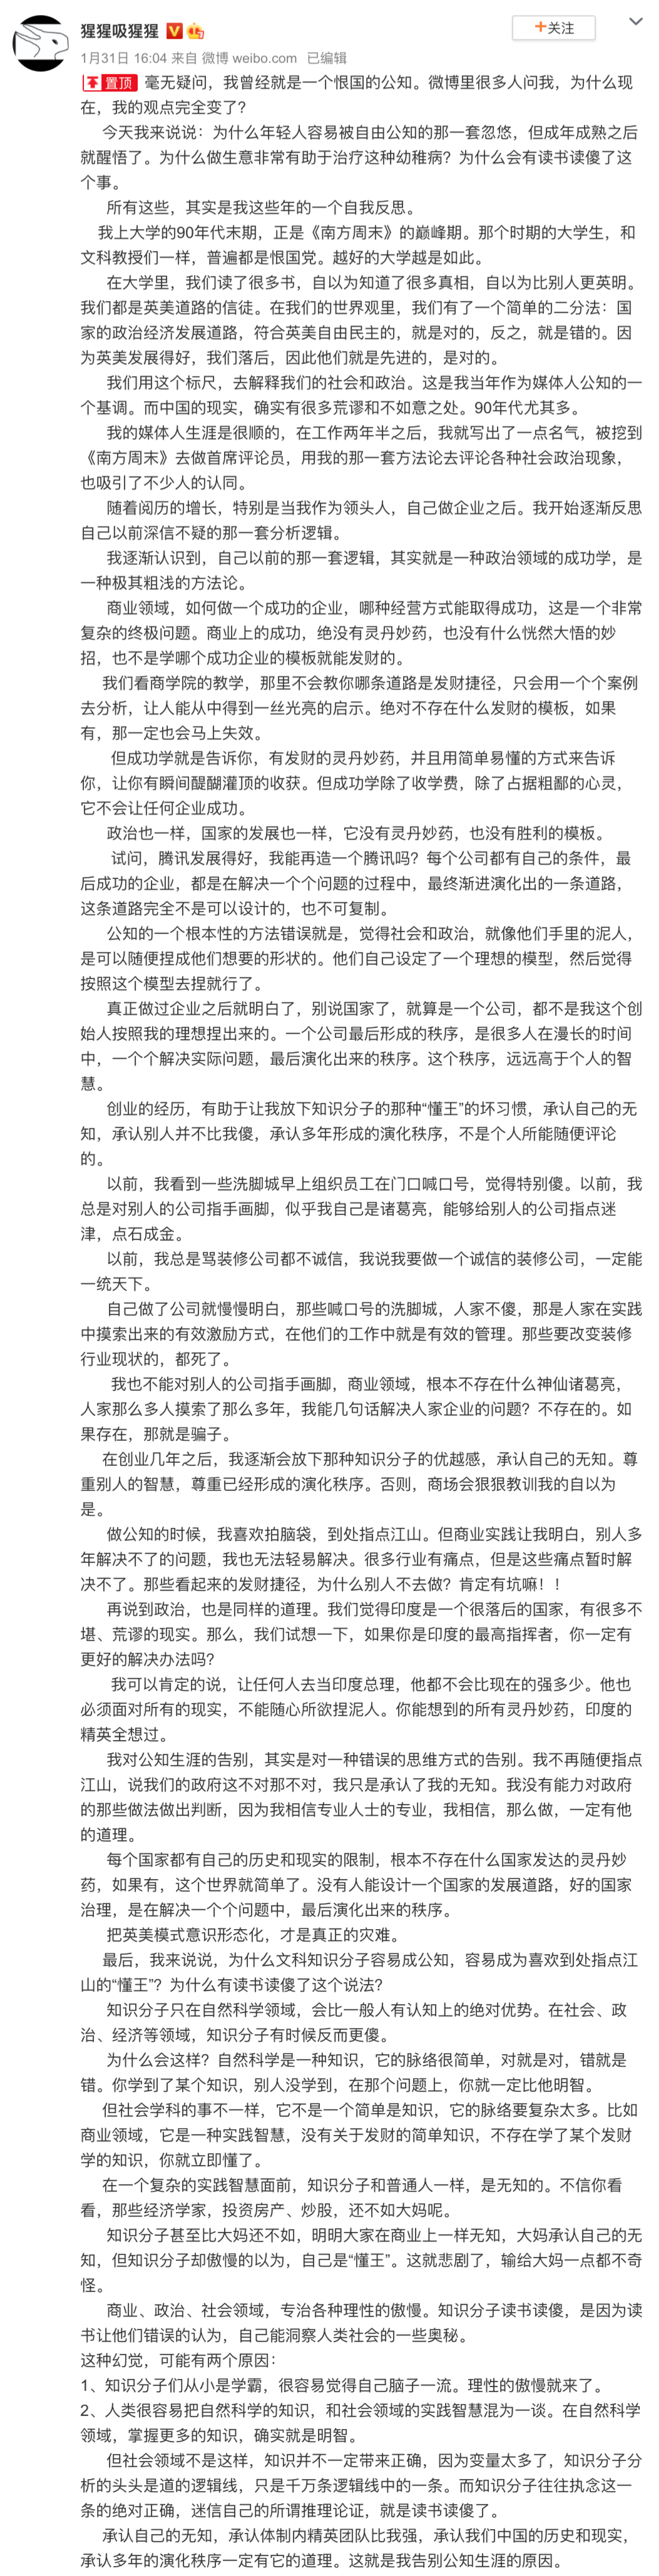 猩猩吸猩猩
+关注
1月31日 16:04 来自 微博 weibo.com 已编辑
置顶 毫无疑问，我曾经就是一个恨国的公知。微博里很多人问我，为什么现
在，我的观点完全变了?
今天我来说说：为什么年轻人容易被自由公知的那一套忽悠，但成年成熟之后
就醒悟了。为什么做生意非常有助于治疗这种幼稚病？为什么会有读书读傻了这
个事。
所有这些，其实是我这些年的一个自我反思。
我上大学的90年代末期，正是《南方周末》的巅峰期。那个时期的大学生，和
文科教授们一样，普遍都是恨国党。越好的大学越是如此。
在大学里，我们读了很多书，自以为知道了很多真相，自以为比别人更英明。
我们都是英美道路的信徒。在我们的世界观里，我们有了一个简单的二分法：国
家的政治经济发展道路，符合英美自由民主的，就是对的，反之，就是错的。因
为英美发展得好，我们落后，因此他们就是先进的，是对的。
我们用这个标尺，去解释我们的社会和政治。这是我当年作为媒体人公知的一
个基调。而中国的现实，确实有很多荒谬和不如意之处。90年代尤其多。
我的媒体人生涯是很顺的，在工作两年半之后，我就写出了一点名气，被挖到
《南方周末》去做首席评论员，用我的那一套方法论去评论各种社会政治现象，
也吸引了不少人的认同。
随着阅历的增长，特别是当我作为领头人，自己做企业之后。我开始逐渐反思
自己以前深信不疑的那一套分析逻辑。
我逐渐认识到，自己以前的那一套逻辑，其实就是一种政治领域的成功学，是
一种极其粗浅的方法论。
商业领域，如何做一个成功的企业，哪种经营方式能取得成功，这是一个非常
复杂的终极问题。商业上的成功，绝没有灵丹妙药，也没有什么恍然大悟的妙
招，也不是学哪个成功企业的模板就能发财的。
我们看商学院的教学，那里不会教你哪条道路是发财捷径，只会用一个个案例
去分析，让人能从中得到一丝光亮的启示。绝对不存在什么发财的模板，如果
有，那一定也会马上失效。
但成功学就是告诉你，有发财的灵丹妙药，并且用简单易懂的方式来告诉
你，让你有瞬间醍醐灌顶的收获。但成功学除了收学费，除了占据粗鄙的心灵，
它不会让任何企业成功。
政治也一样，国家的发展也一样，它没有灵丹妙药，也没有胜利的模板。
试问，腾讯发展得好，我能再造一个腾讯吗？每个公司都有自己的条件，最
后成功的企业，都是在解决一个个问题的过程中，最终渐进演化出的一条道路，
这条道路完全不是可以设计的，也不可复制。
公知的一个根本性的方法错误就是，觉得社会和政治，就像他们手里的泥人，
是可以随便捏成他们想要的形状的。他们自己设定了一个理想的模型，然后觉得
按照这个模型去捏就行了。
真正做过企业之后就明白了，别说国家了，就算是一个公司，都不是我这个创
始人按照我的理想捏出来的。一个公司最后形成的秩序，是很多人在漫长的时间
中，一个个解决实际问题，最后演化出来的秩序。这个秩序，远远高于个人的智
慧。
创业的经历，有助于让我放下知识分子的那种“懂王”的坏习惯，承认自己的无
知，承认别人并不比我傻，承认多年形成的演化秩序，不是个人所能随便评论
的。
以前，我看到一些洗脚城早上组织员工在门口喊口号，觉得特别傻。以前，我
总是对别人的公司指手画脚，似乎我自己是诸葛亮，能够给别人的公司指点迷
津，点石成金。
以前，我总是骂装修公司都不诚信，我说我要做一个诚信的装修公司，一定能
一统天下。
自己做了公司就慢慢明白，那些喊口号的洗脚城，人家不傻，那是人家在实践
中摸索出来的有效激励方式，在他们的工作中就是有效的管理。那些要改变装修
行业现状的，都死了。
我也不能对别人的公司指手画脚，商业领域，根本不存在什么神仙诸葛亮，
人家那么多人摸索了那么多年，我能几句话解决人家企业的问题？不存在的。如
果存在，那就是骗子。
在创业几年之后，我逐渐会放下那种知识分子的优越感，承认自己的无知。尊
重别人的智慧，尊重已经形成的演化秩序。否则，商场会狠狠教训我的自以为
是。
做公知的时候，我喜欢拍脑袋，到处指点江山。但商业实践让我明白，别人多
年解决不了的问题，我也无法轻易解决。很多行业有痛点，但是这些痛点暂时解
决不了。那些看起来的发财捷径，为什么别人不去做？肯定有坑嘛！！
再说到政治，也是同样的道理。我们觉得印度是一个很落后的国家，有很多不
堪、荒谬的现实。那么，我们试想一下，如果你是印度的最高指挥者，你一定有
更好的解决办法吗?
我可以肯定的说，让任何人去当印度总理，他都不会比现在的强多少。他也
必须面对所有的现实，不能随心所欲捏泥人。你能想到的所有灵丹妙药，印度的
精英全想过。
我对公知生涯的告别，其实是对一种错误的思维方式的告别。我不再随便指点
江山，说我们的政府这不对那不对，我只是承认了我的无知。我没有能力对政府
的那些做法做出判断，因为我相信专业人士的专业，我相信，那么做，一定有他
的道理。
每个国家都有自己的历史和现实的限制，根本不存在什么国家发达的灵丹妙
药，如果有，这个世界就简单了。没有人能设计一个国家的发展道路，好的国家
治理，是在解决一个个问题中，最后演化出来的秩序。
把英美模式意识形态化，才是真正的灾难。
最后，我来说说，为什么文科知识分子容易成公知，容易成为喜欢到处指点江
山的“懂王”？为什么有读书读傻了这个说法?
知识分子只在自然科学领域，会比一般人有认知上的绝对优势。在社会、政
治、经济等领域，知识分子有时候反而更傻。
为什么会这样？自然科学是一种知识，它的脉络很简单，对就是对，错就是
错。你学到了某个知识，别人没学到，在那个问题上，你就一定比他明智。
但社会学科的事不一样，它不是一个简单是知识，它的脉络要复杂太多。比如
商业领域，它是一种实践智慧，没有关于发财的简单知识，不存在学了某个发财
学的知识，你就立即懂了。
在一个复杂的实践智慧面前，知识分子和普通人一样，是无知的。不信你看
看，那些经济学家，投资房产、炒股，还不如大妈呢。
知识分子甚至比大妈还不如，明明大家在商业上一样无知，大妈承认自己的无
知，但知识分子却傲慢的以为，自己是“懂王”。这就悲剧了，输给大妈一点都不奇
怪。
商业、政治、社会领域，专治各种理性的傲慢。知识分子读书读傻，是因为读
书让他们错误的认为，自己能洞察人类社会的一些奥秘。
这种幻觉，可能有两个原因：
1、知识分子们从小是学霸，很容易觉得自己脑子一流。理性的傲慢就来了。
2、人类很容易把自然科学的知识，和社会领域的实践智慧混为一谈。在自然科学
领域，掌握更多的知识，确实就是明智。
但社会领域不是这样，知识并不一定带来正确，因为变量太多了，知识分子分
析的头头是道的逻辑线，只是千万条逻辑线中的一条。而知识分子往往执念这一
条的绝对正确，迷信自己的所谓推理论证，就是读书读傻了。
承认自己的无知，承认体制内精英团队比我强，承认我们中国的历史和现实，
承认多年的演化秩序一定有它的道理。这就是我告别公知生涯的原因。